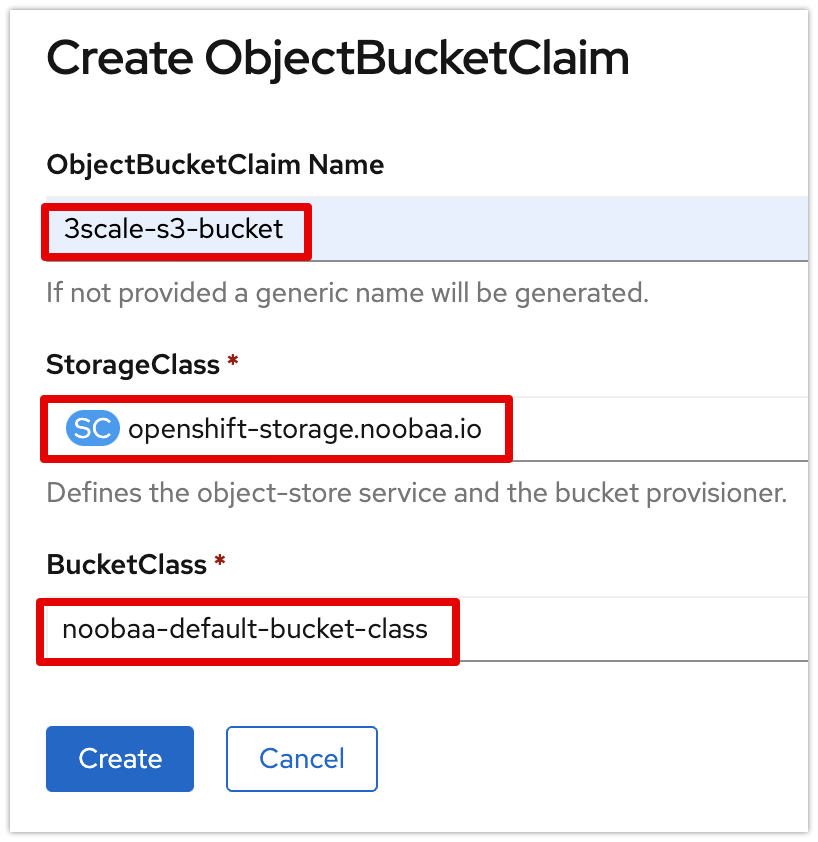 Create ObjectBucketClaim
ObjectBucketClaim Name
3scale-s3-bucket
If not provided a generic name will be generated.
StorageClass *
SC openshift-storage.noobaa.io
Defines the object-store service and the bucket provisioner.
BucketClass *
noobaa-default-bucket-class
Create Cancel